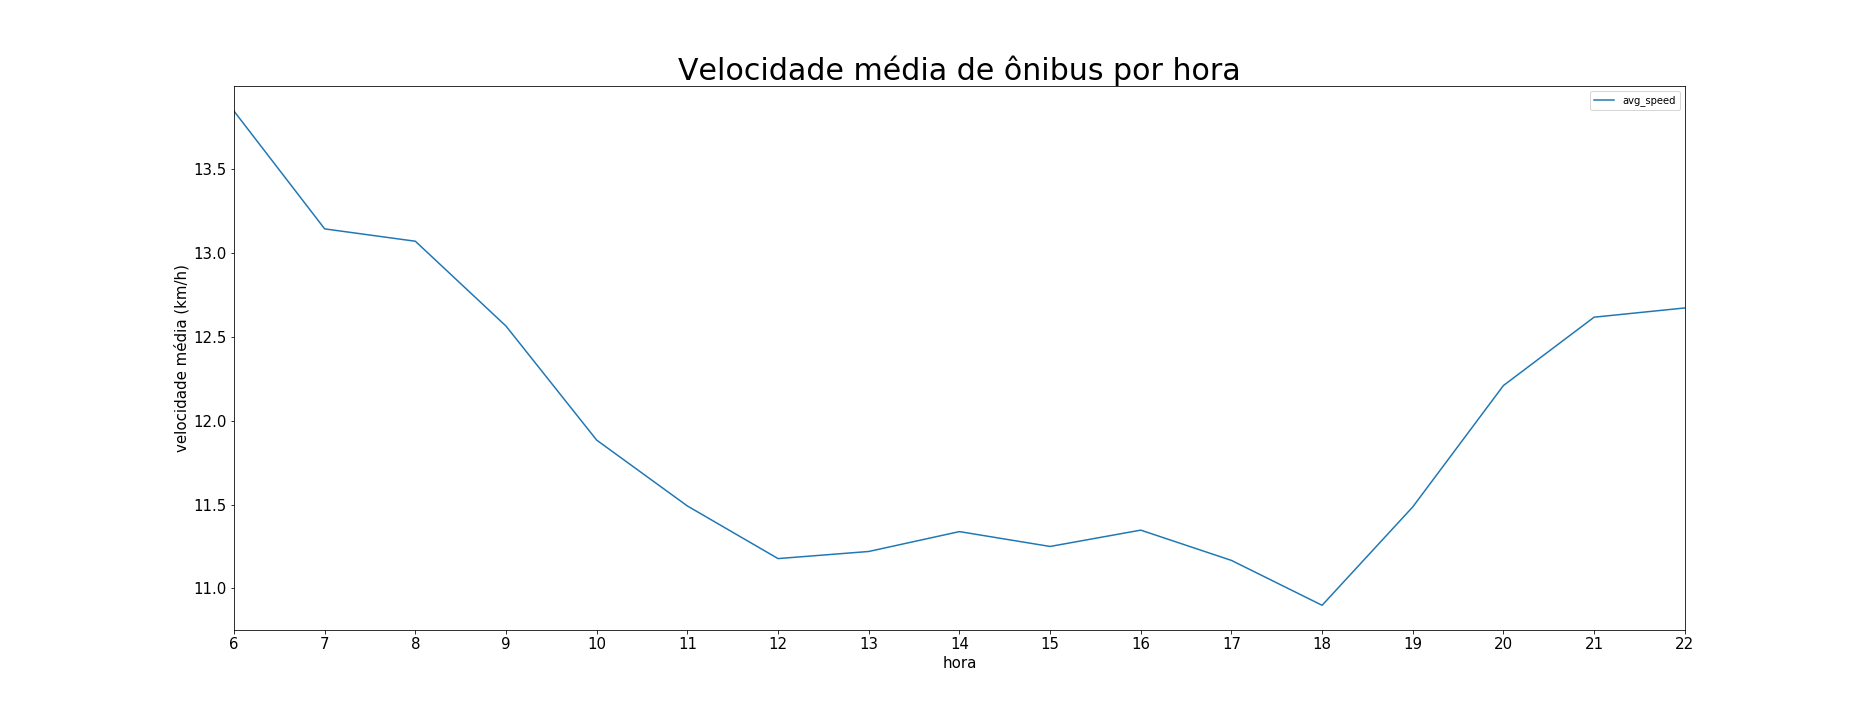 Velocidade média de ônibus por hora
avg_speed
velocidade média (km/h)
13.5
13.0
12.5
12.0
11.5
11.0
6 7 8 9 10 11 12 13 14 15 16 17 18 19 20 21 22
hora